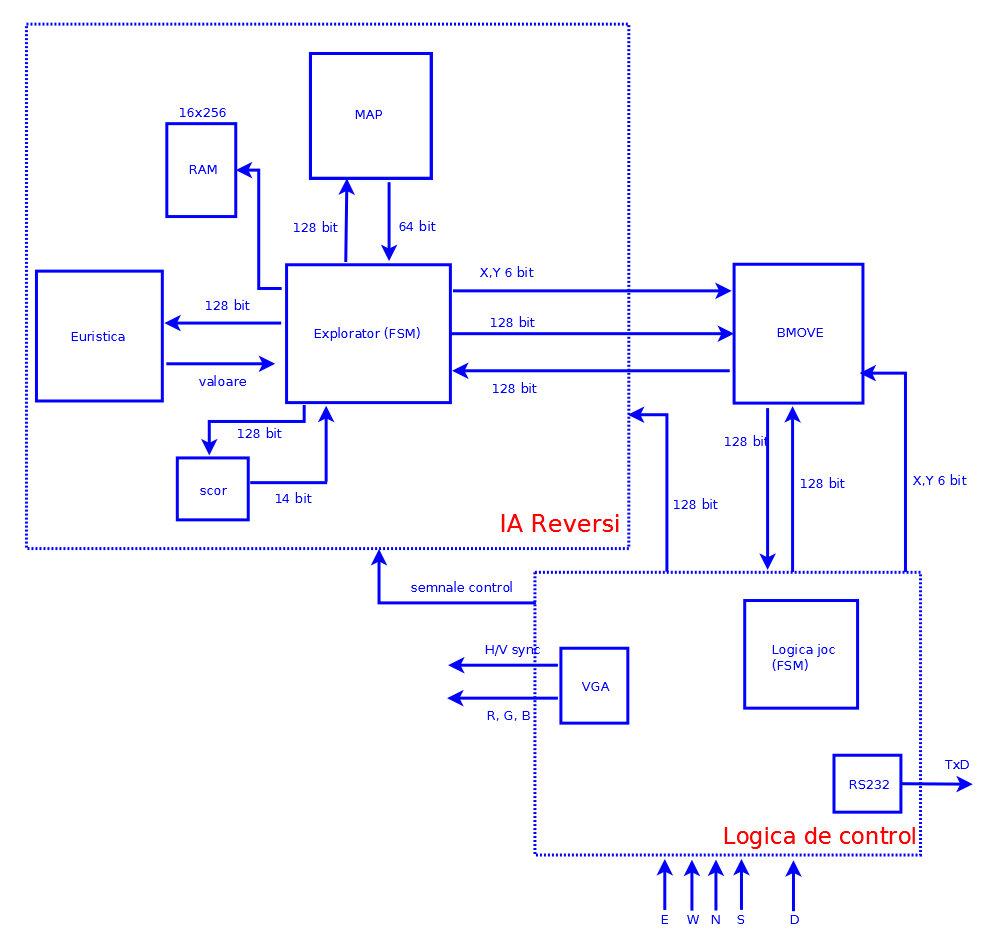 MAP
16x256
RAM
128 bit
64 bit
X,Y 6 bit
128 bit
128 bit
Explorator (FSM)
BMOVE
Euristica
valoare
128 bit
128 bit
128 bit
128 bit
X,Y 6 bit
scor
14 bit
128 bit
IA Reversi
semnale control
H/V sync
Logica joc
(FSM)
VGA
R, G, B
TxD
RS232
Logica de control
E W N S D